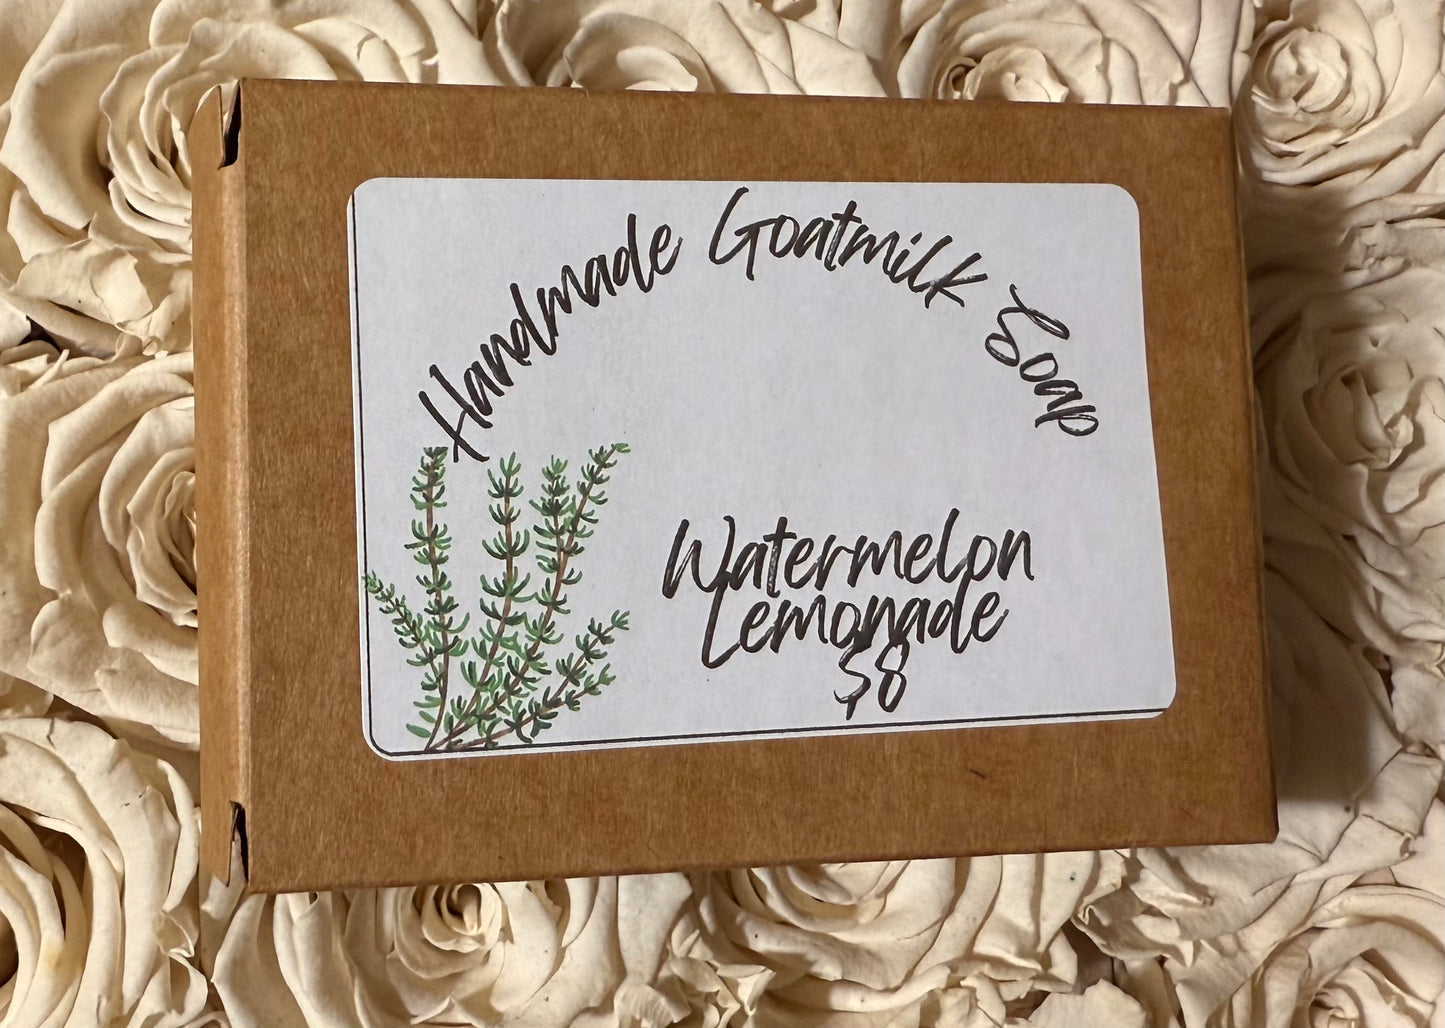 Handmade Goatmilk Soap
Watermelon
Lemonade
$8